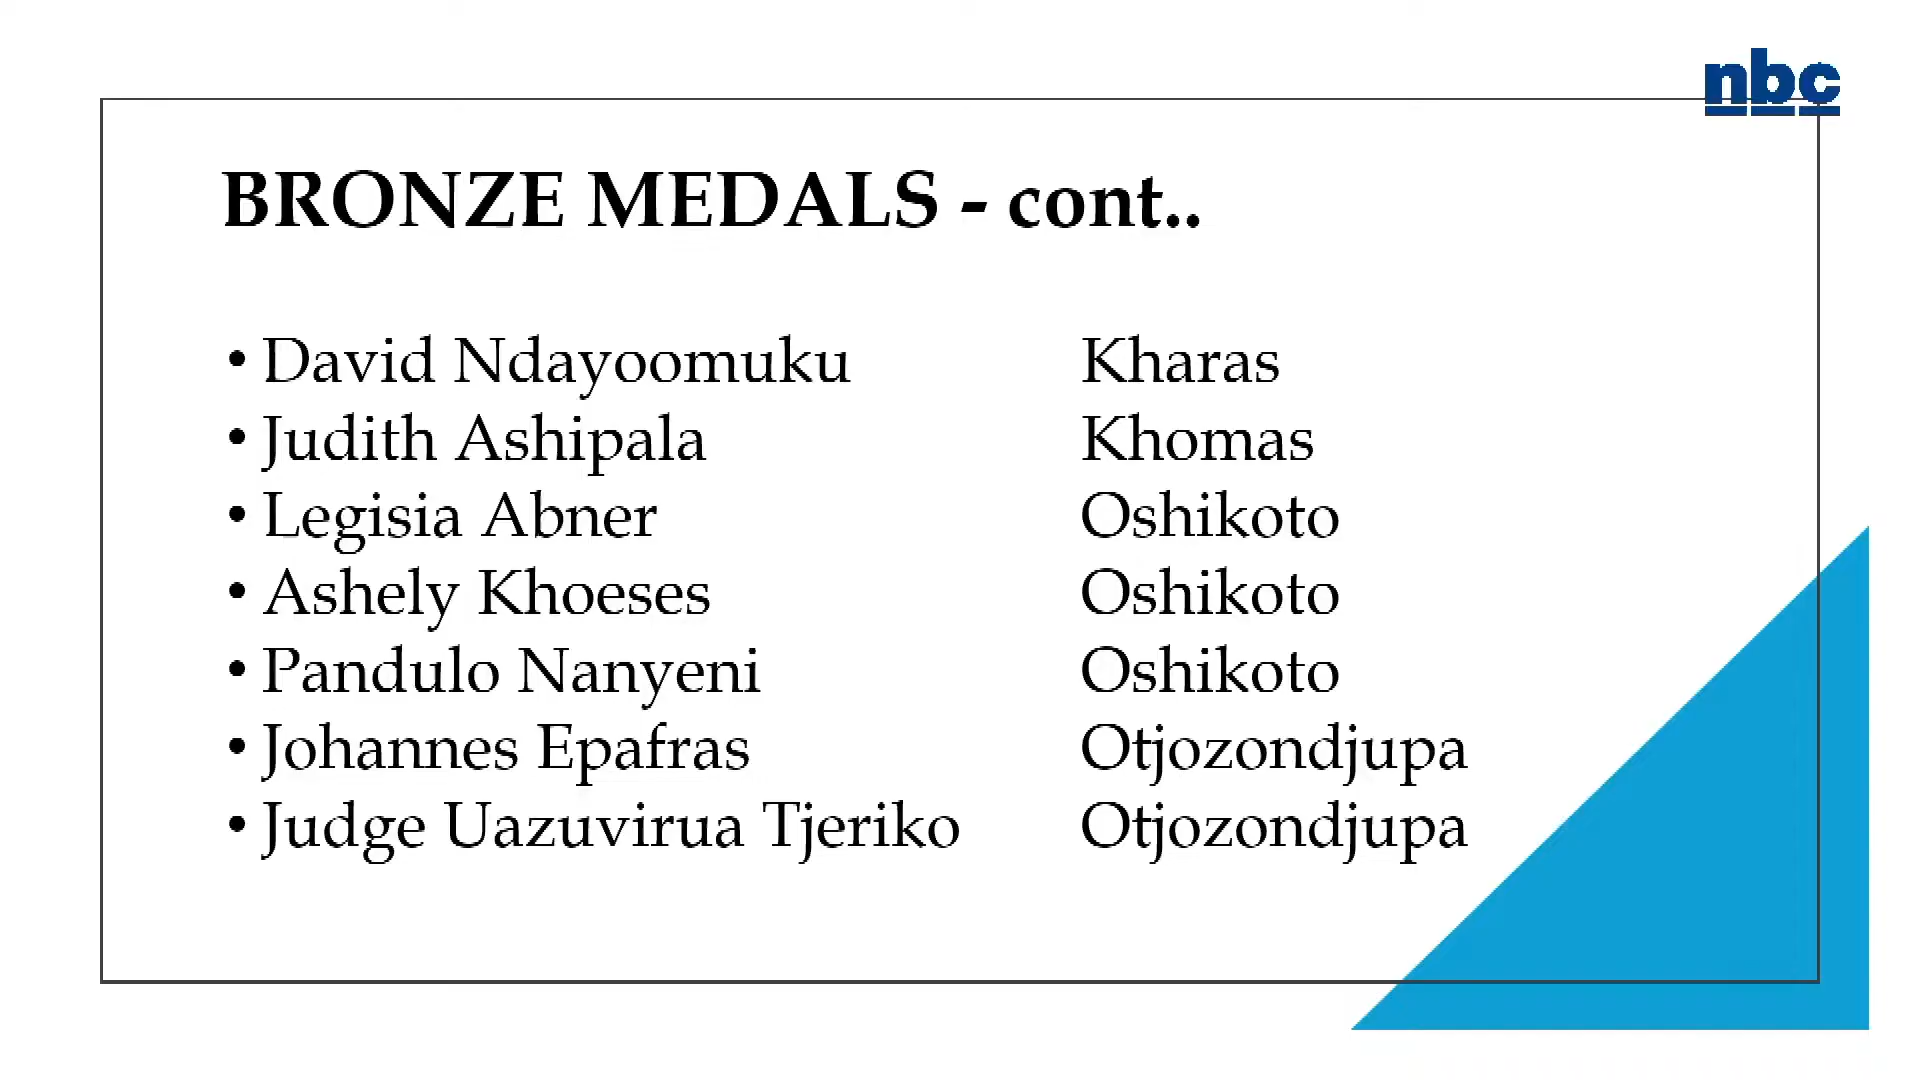 nbc
BRONZE MEDALS - cont..
• David Ndayoomuku Kharas
• Judith Ashipala Khomas
• Legisia Abner Oshikoto
• Ashely Khoeses Oshikoto
• Pandulo Nanyeni Oshikoto
• Johannes Epafras Otjozondjupa
• Judge Uazuvirua Tjeriko Otjozondjupa